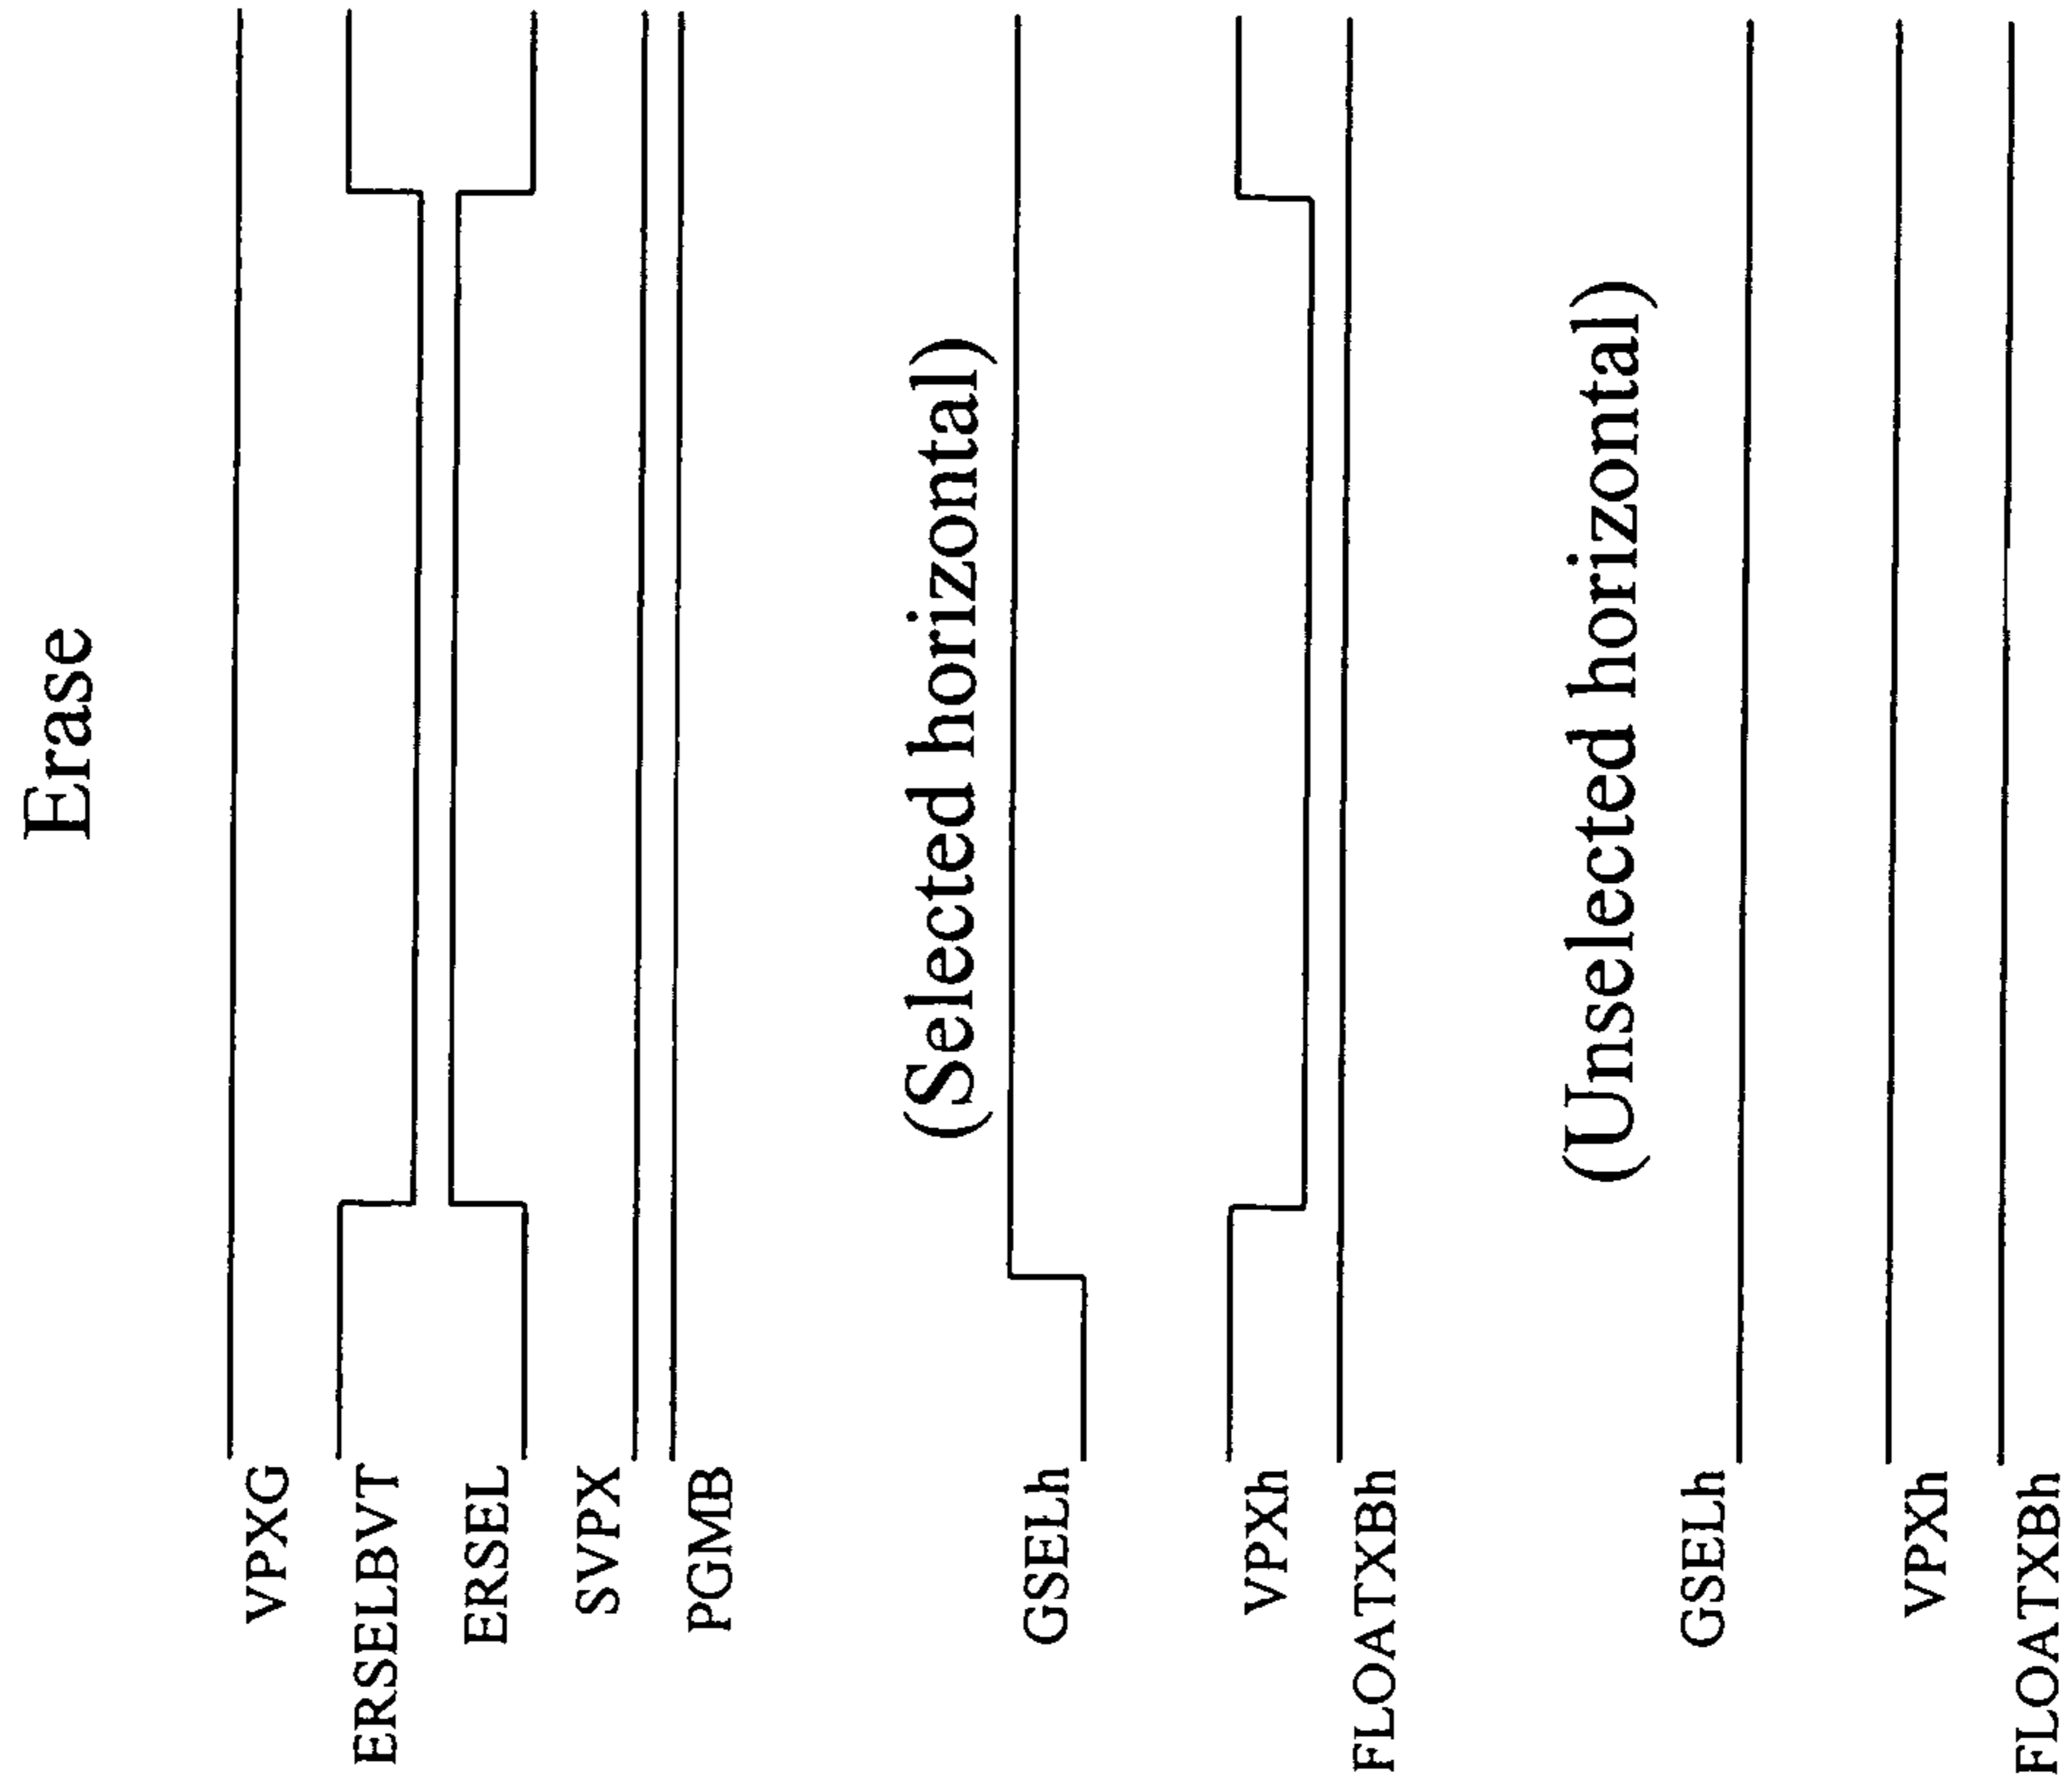 Erase
VPXG
ERSELBVT
ERSEL
SVPX
PGMB
(Selected horizontal)
GSELh
VPXh
FLOATXBh
(Unselected horizontal)
GSELh
VPXh
FLOATXBh